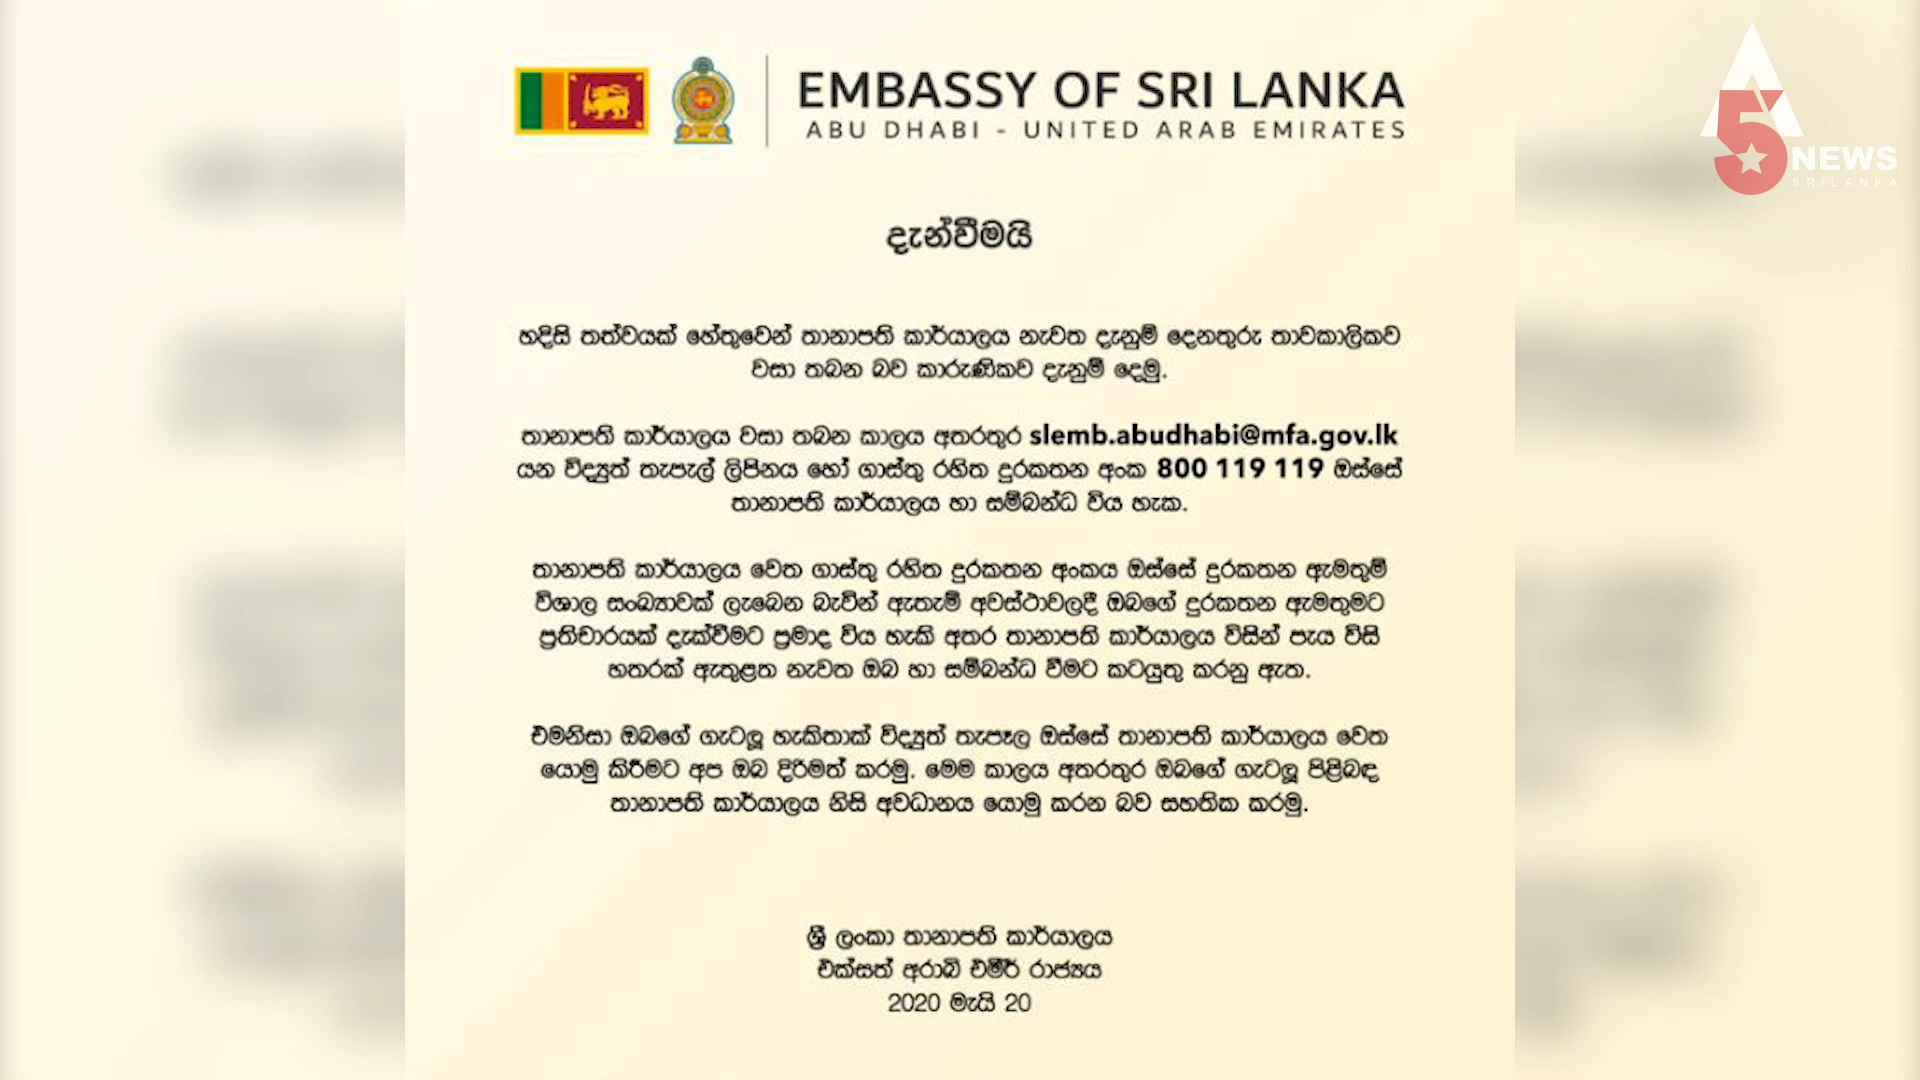 EMBASSY OF SRI LANKA
ABU DHABI - UNITED ARAB EMIRATES
A5
NEWS
SRILANKA
දැන්වීමයි
හදිසි තත්වයක් හේතුවෙන් තානාපති කාර්යාලය නැවත දැනුම් දෙනතුරු තාවකාලිකව
වසා තබන බව කාරුණිකව දැනුම් දෙමු.
තානාපති කාර්යාලය වසා තබන කාලය අතරතුර slemb.abudhabi@mfa.gov.lk
යන විද්‍යුත් තැපැල් ලිපිනය හෝ ගාස්තු රහිත දුරකතන අංක 800 119 119 ඔස්සේ
තානාපති කාර්යාලය හා සම්බන්ධ විය හැක.
තානාපති කාර්යාලය වෙත ගාස්තු රහිත දුරකතන අංකය ඔස්සේ දුරකතන ඇමතුම්
විශාල සංඛ්‍යාවක් ලැබෙන බැවින් ඇතැම් අවස්ථාවලදී ඔබගේ දුරකතන ඇමතුමට
ප්‍රතිචාරයක් දැක්වීමට ප්‍රමාද විය හැකි අතර තානාපති කාර්යාලය විසින් පැය විසි
හතරක් ඇතුළත නැවත ඔබ හා සම්බන්ධ වීමට කටයුතු කරනු ඇත.
එමනිසා ඔබගේ ගැටලූ හැකිතාක් විද්‍යුත් තැපෑල ඔස්සේ තානාපති කාර්යාලය වෙත
යොමු කිරීමට අප ඔබ දිරිමත් කරමු. මෙම කාලය අතරතුර ඔබගේ ගැටලූ පිළිබඳ
තානාපති කාර්යාලය නිසි අවධානය යොමු කරන බව සහතික කරමු.
ශ්‍රී ලංකා තානාපති කාර්යාලය
එක්සත් අරාබි එමීර් රාජ්‍යය
2020 මැයි 20